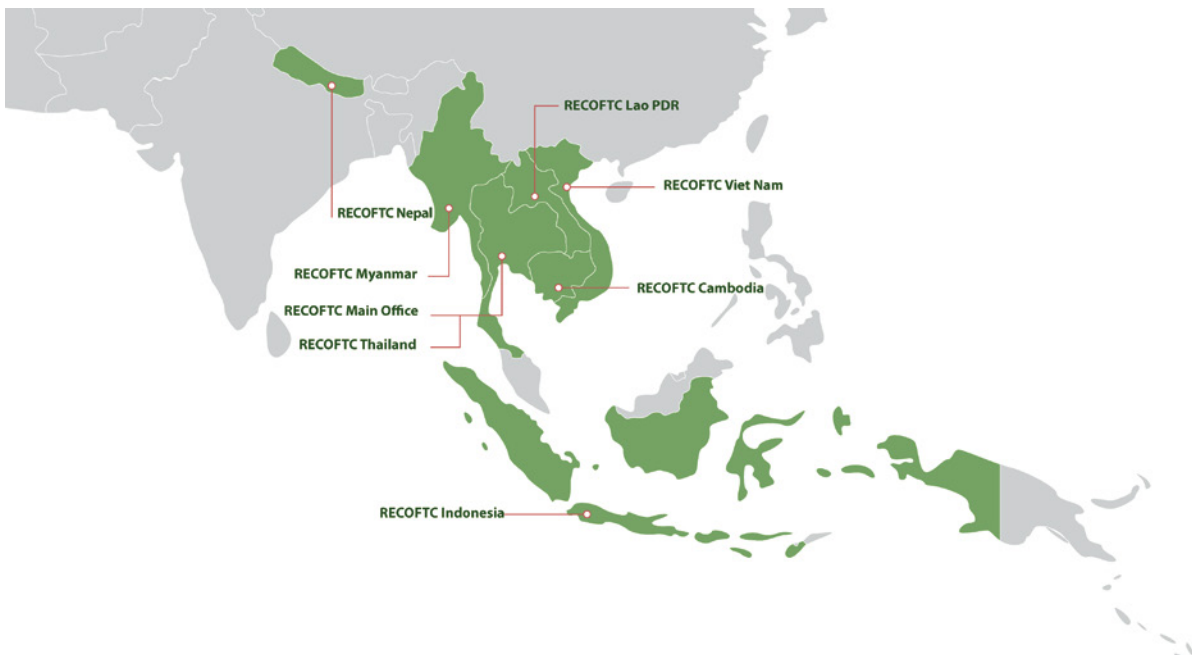 RECOFTC Lao PDR
RECOFTC Viet Nam
RECOFTC Nepal
RECOFTC Myanmar
RECOFTC Cambodia
RECOFTC Main Office
RECOFTC Thailand
RECOFTC Indonesia